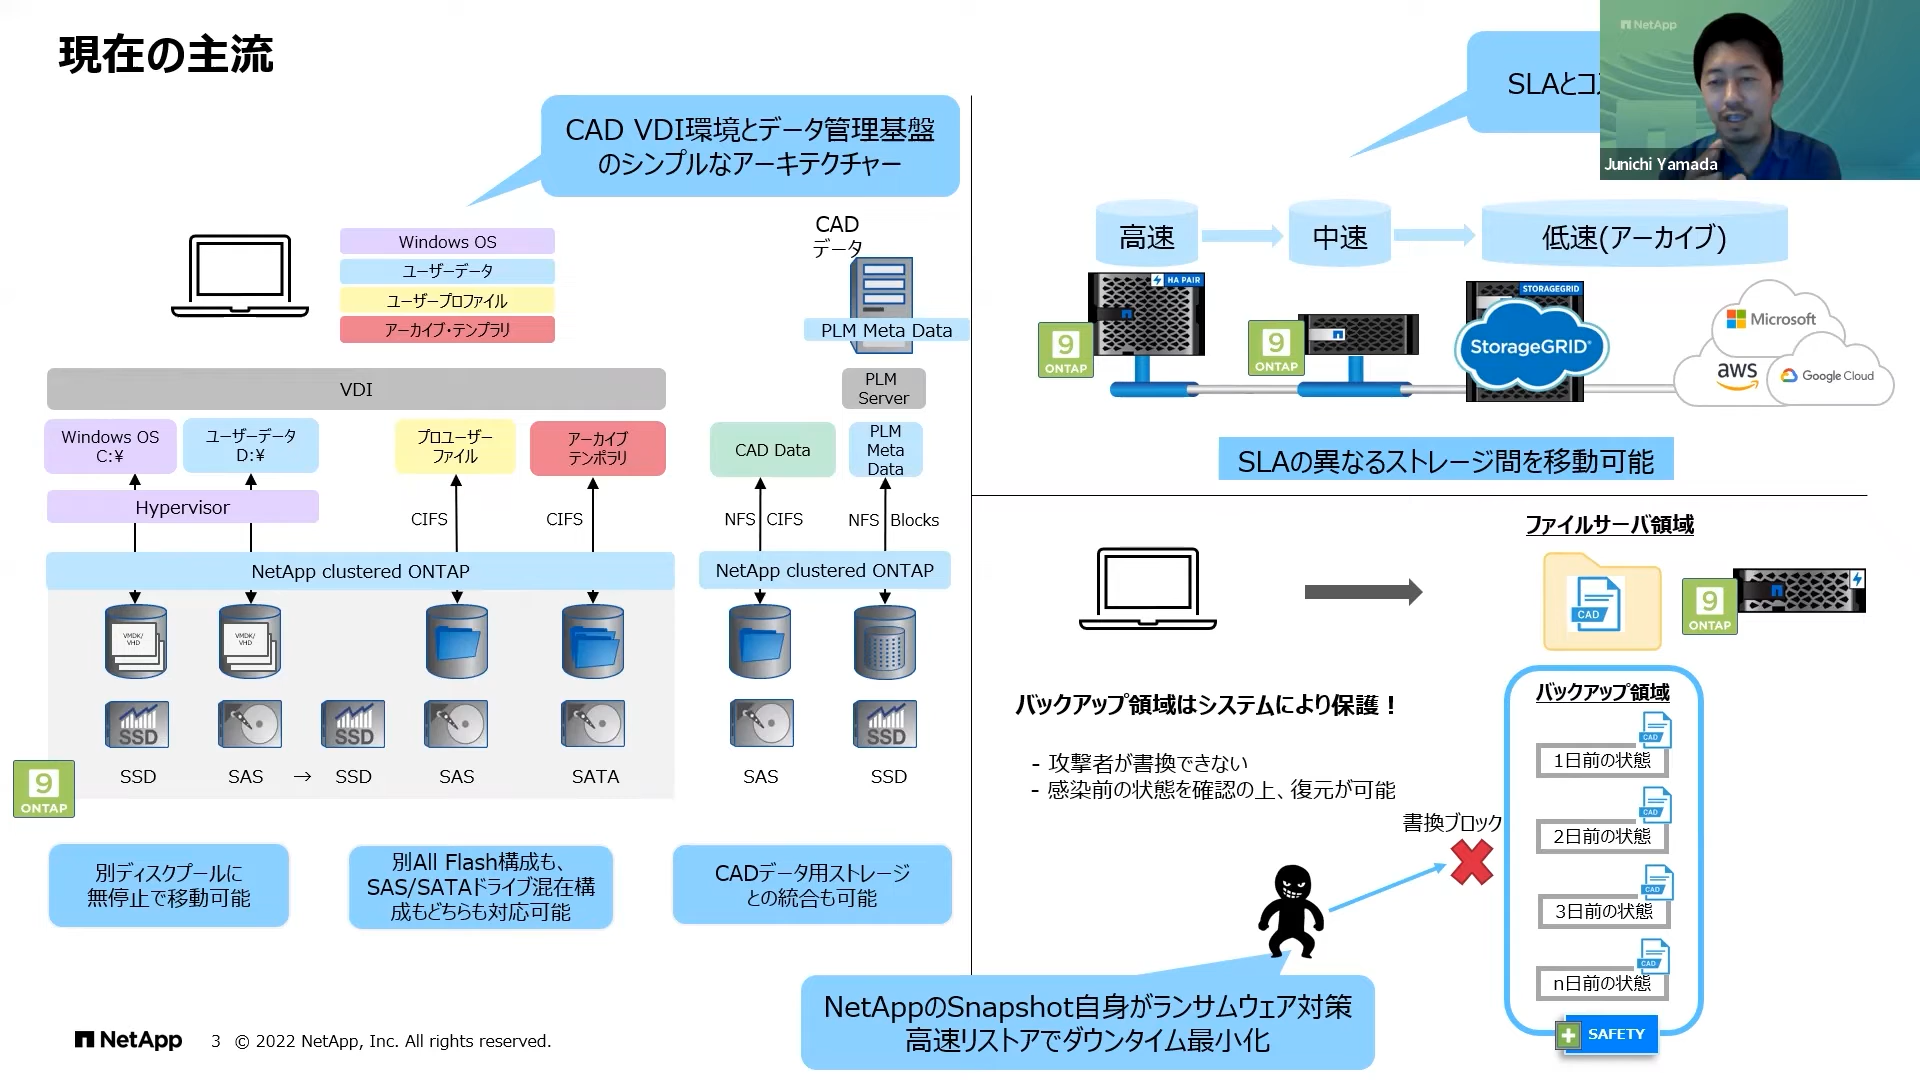 現在の主流
CAD VDI環境とデータ管理基盤
のシンプルなアーキテクチャー
Windows OS
ユーザーデータ
ユーザープロファイル
アーカイブ・テンプラリ
CAD
データ
PLM Meta Data
VDI
PLM
Server
Windows OS
C:¥
ユーザーデータ
D:¥
プロユーザー
ファイル
アーカイブ
テンポラリ
CAD Data
PLM
Meta
Data
Hypervisor
CIFS
CIFS
NFS
CIFS
NFS
Blocks
NetApp clustered ONTAP
NetApp clustered ONTAP
VMDK/
VHD
VMDK/
VHD
SSD
SSD
SSD
SSD
SAS
→
SSD
SAS
SATA
SAS
SSD
9
ONTAP
別ディスクプールに
無停止で移動可能
別All Flash構成も、
SAS/SATAドライブ混在構
成もどちらも対応可能
CADデータ用ストレージ
との統合も可能
SLAとコ
NetApp
Junichi Yamada
高速
中速
低速(アーカイブ)
HA PAIR
9
ONTAP
9
ONTAP
STORAGEGRID
StorageGRID
Microsoft
aws
Google Cloud
SLAの異なるストレージ間を移動可能
ファイルサーバ領域
CAD
9
ONTAP
バックアップ領域はシステムにより保護！
- 攻撃者が書換できない
- 感染前の状態を確認の上、復元が可能
書換ブロック
バックアップ領域
CAD
1日前の状態
CAD
2日前の状態
CAD
3日前の状態
CAD
n日前の状態
SAFETY
NetAppのSnapshot自身がランサムウェア対策
高速リストアでダウンタイム最小化
NetApp
3 © 2022 NetApp, Inc. All rights reserved.